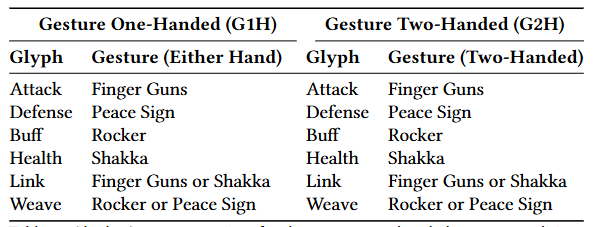 Gesture One-Handed (G1H) Gesture Two-Handed (G2H)
Glyph Gesture (Either Hand) Glyph Gesture (Two-Handed)
Attack Finger Guns Attack Finger Guns
Defense Peace Sign Defense Peace Sign
Buff Rocker Buff Rocker
Health Shakka Health Shakka
Link Finger Guns or Shakka Link Finger Guns or Shakka
Weave Rocker or Peace Sign Weave Rocker or Peace Sign